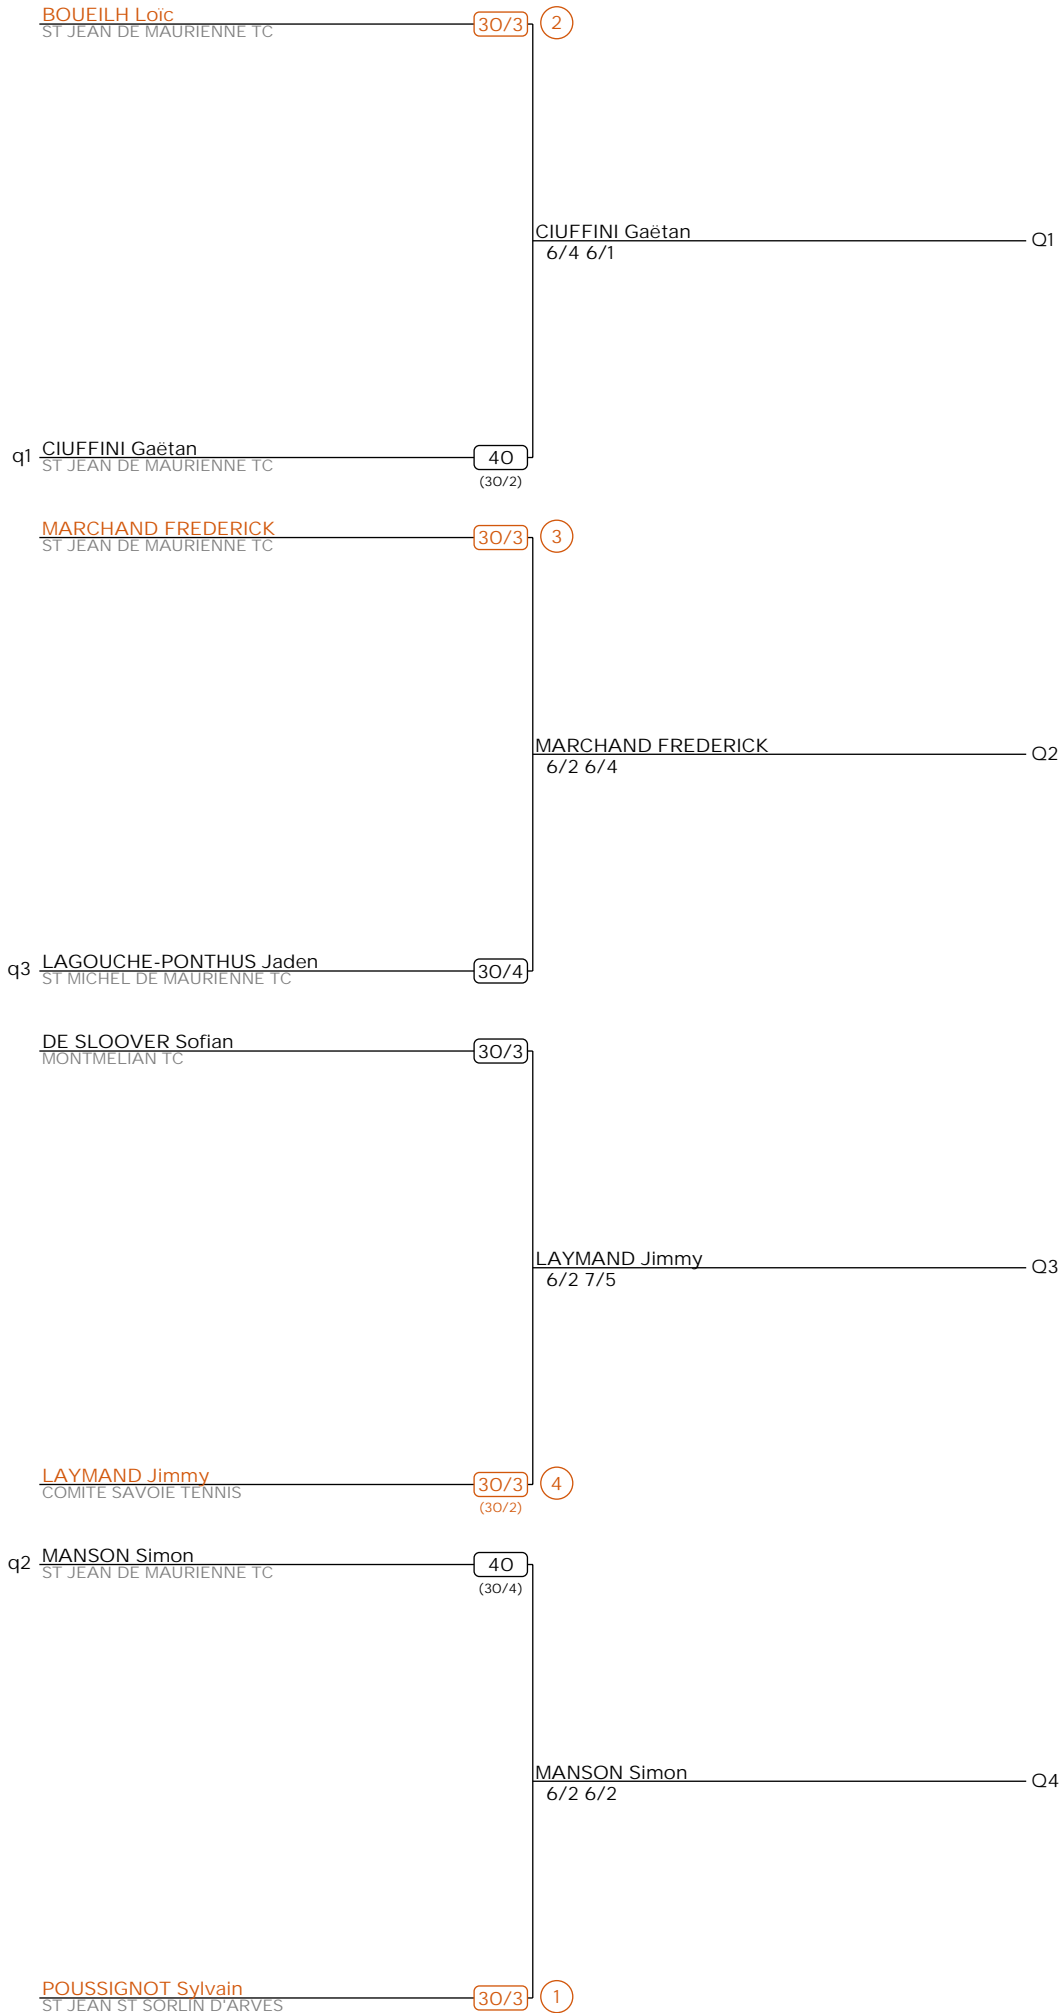 BOUEILH Loïc
ST JEAN DE MAURIENNE TC
30/3 2
CIUFFINI Gaëtan
6/4 6/1
Q1
q1 CIUFFINI Gaëtan
ST JEAN DE MAURIENNE TC
40
(30/2)
MARCHAND FREDERICK
ST JEAN DE MAURIENNE TC
30/3 3
MARCHAND FREDERICK
6/2 6/4
Q2
q3 LAGOUCHE-PONTHUS Jaden
ST MICHEL DE MAURIENNE TC
30/4
DE SLOOVER Sofian
MONTMELIAN TC
30/3
LAYMAND Jimmy
6/2 7/5
Q3
LAYMAND Jimmy
COMITE SAVOIE TENNIS
30/3 4
(30/2)
q2 MANSON Simon
ST JEAN DE MAURIENNE TC
40
(30/4)
MANSON Simon
6/2 6/2
Q4
POUSSIGNOT Sylvain
ST JEAN ST SORLIN D'ARVES
30/3 1